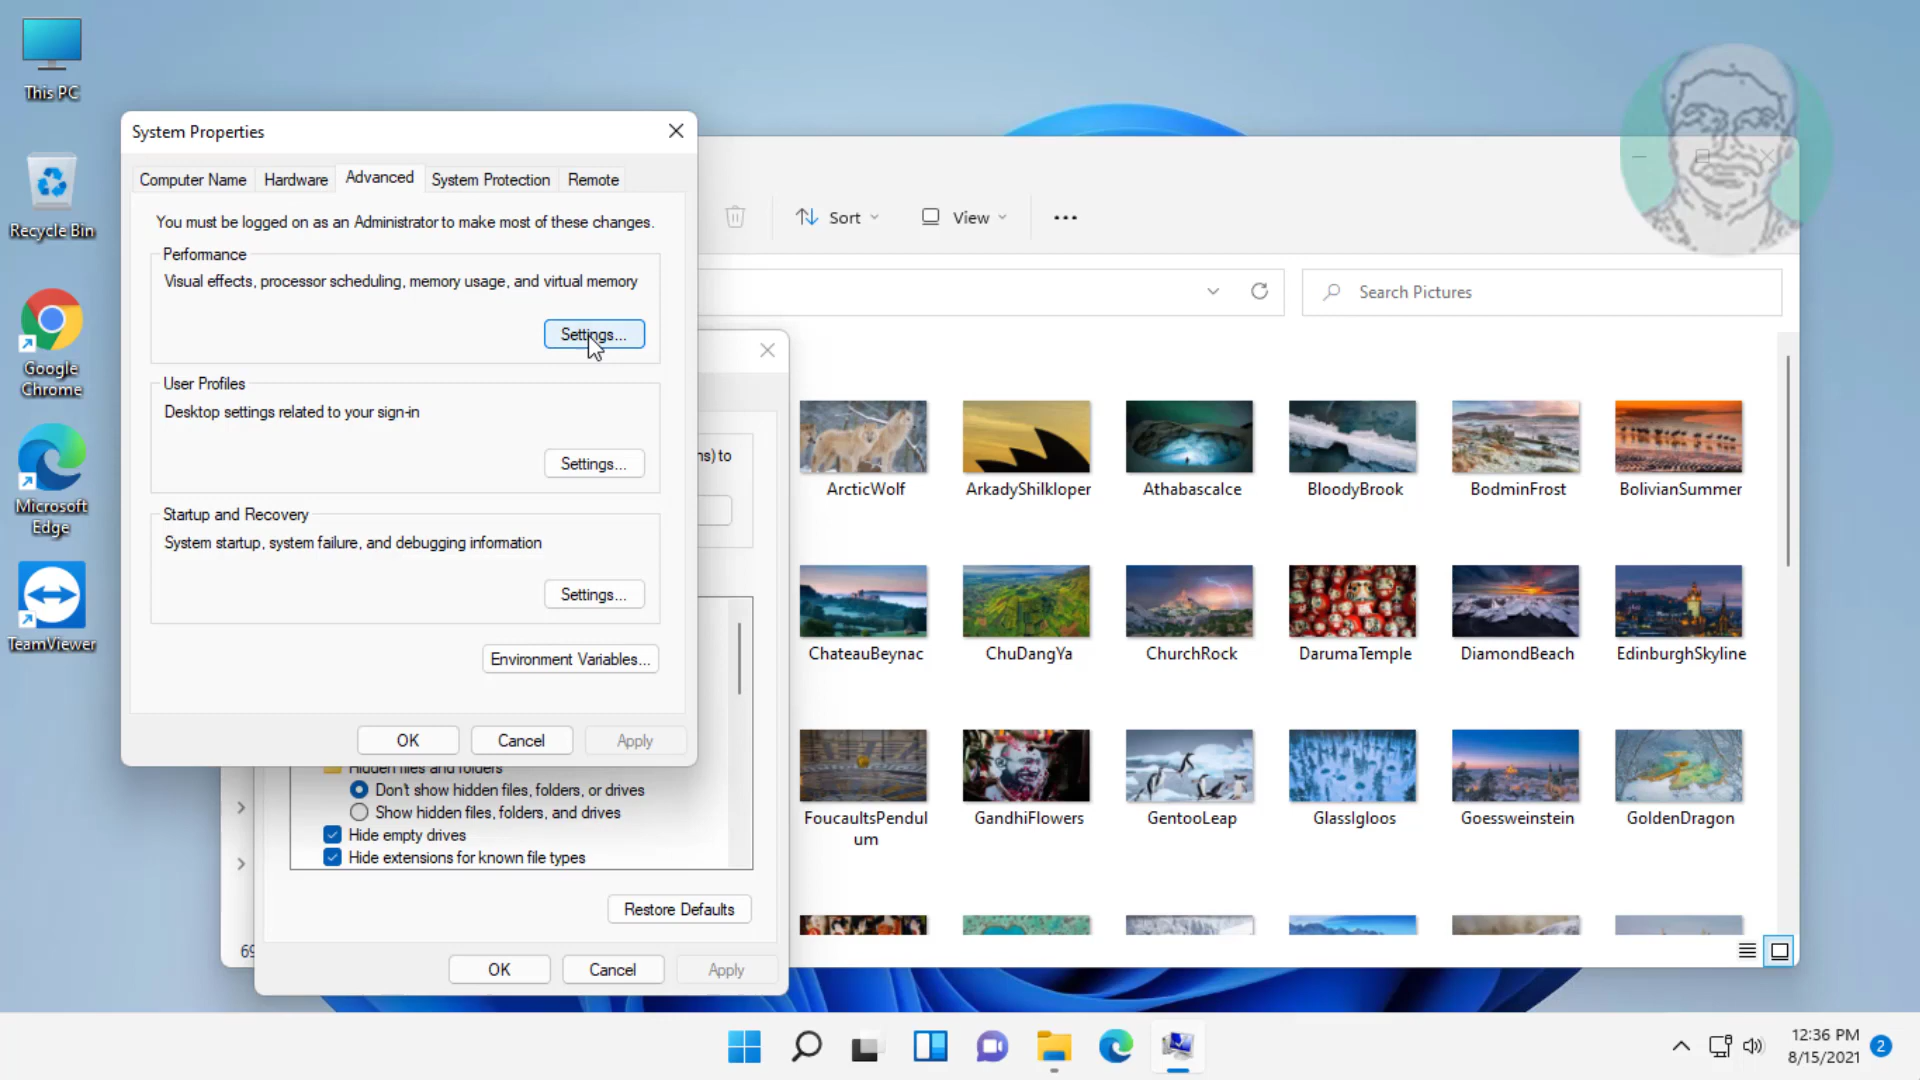 This PC
Recycle Bin
Google
Chrome
Microsoft
Edge
TeamViewer
System Properties
Computer Name
Hardware
Advanced
System Protection
Remote
You must be logged on as an Administrator to make most of these changes.
Performance
Visual effects, processor scheduling, memory usage, and virtual memory
Settings...
User Profiles
Desktop settings related to your sign-in
Settings...
Startup and Recovery
System startup, system failure, and debugging information
Settings...
Environment Variables...
OK
Cancel
Apply
Hidden files and folders
Don't show hidden files, folders, or drives
Show hidden files, folders, and drives
Hide empty drives
Hide extensions for known file types
Restore Defaults
OK
Cancel
Apply
to
69
Sort
View
Search Pictures
ArcticWolf
ArkadyShilkloper
Athabascalce
BloodyBrook
BodminFrost
BolivianSummer
ChateauBeynac
ChuDangYa
ChurchRock
DarumaTemple
DiamondBeach
EdinburghSkyline
FoucaultsPendul
um
GandhiFlowers
GentooLeap
GlassIgloos
Goessweinstein
GoldenDragon
12:36 PM
8/15/2021
2